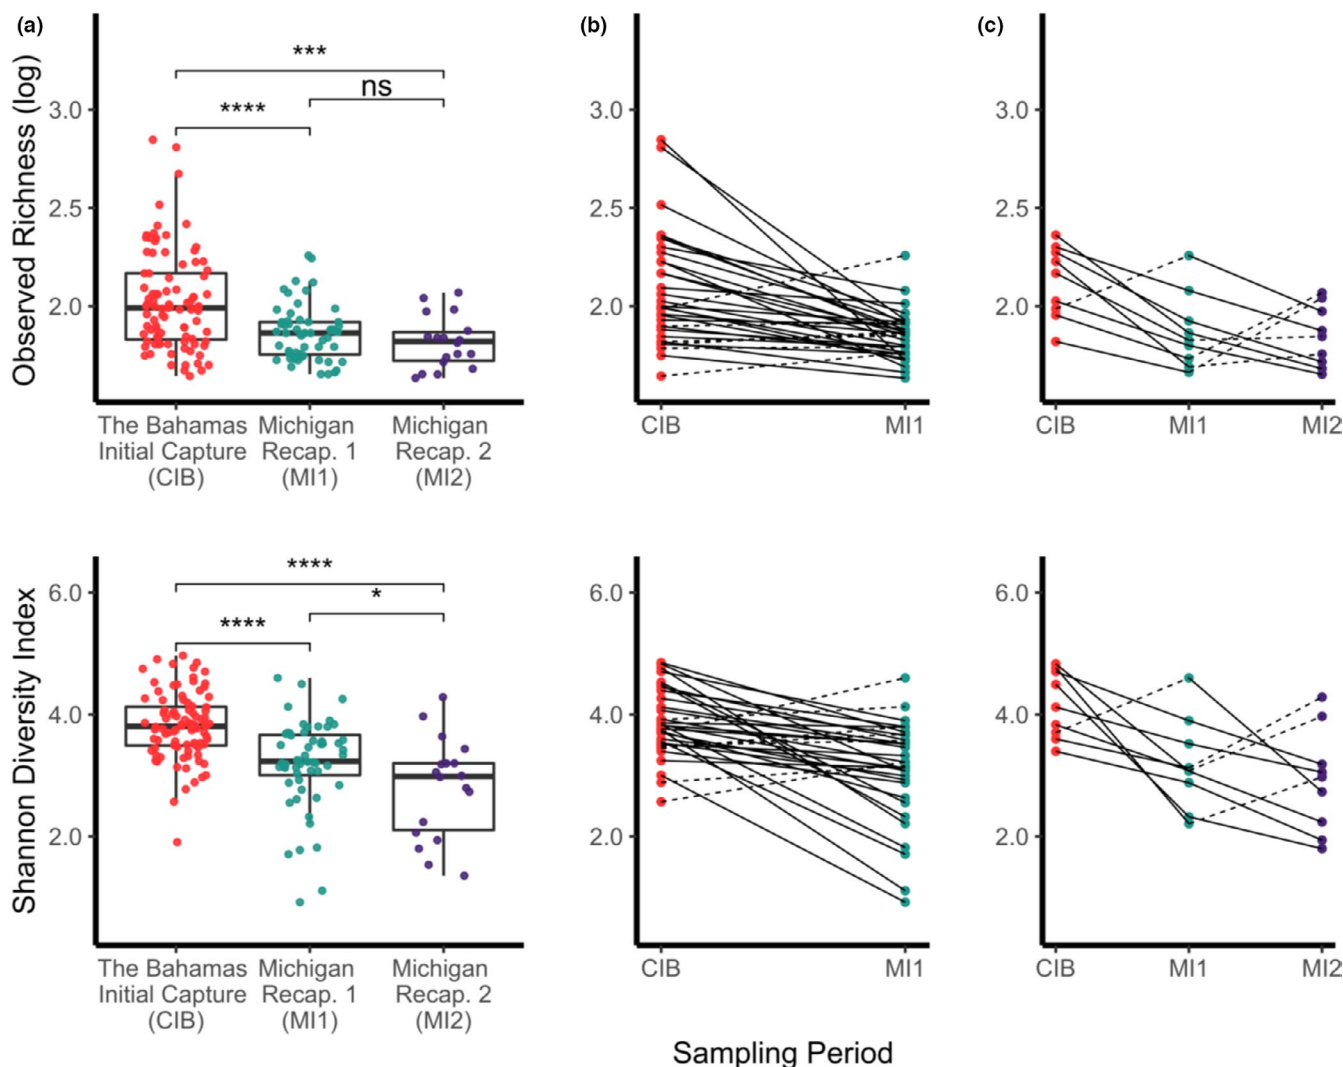 (a)
Observed Richness (log)
3.0
2.5
2.0
***
****
ns
The Bahamas
Initial Capture
(CIB)
Michigan
Recap. 1
(MI1)
Michigan
Recap. 2
(MI2)
(b)
3.0
2.5
2.0
CIB
MI1
(c)
3.0
2.5
2.0
CIB
MI1
MI2
Shannon Diversity Index
6.0
4.0
2.0
****
*
****
The Bahamas
Initial Capture
(CIB)
Michigan
Recap. 1
(MI1)
Michigan
Recap. 2
(MI2)
6.0
4.0
2.0
CIB
MI1
6.0
4.0
2.0
CIB
MI1
MI2
Sampling Period